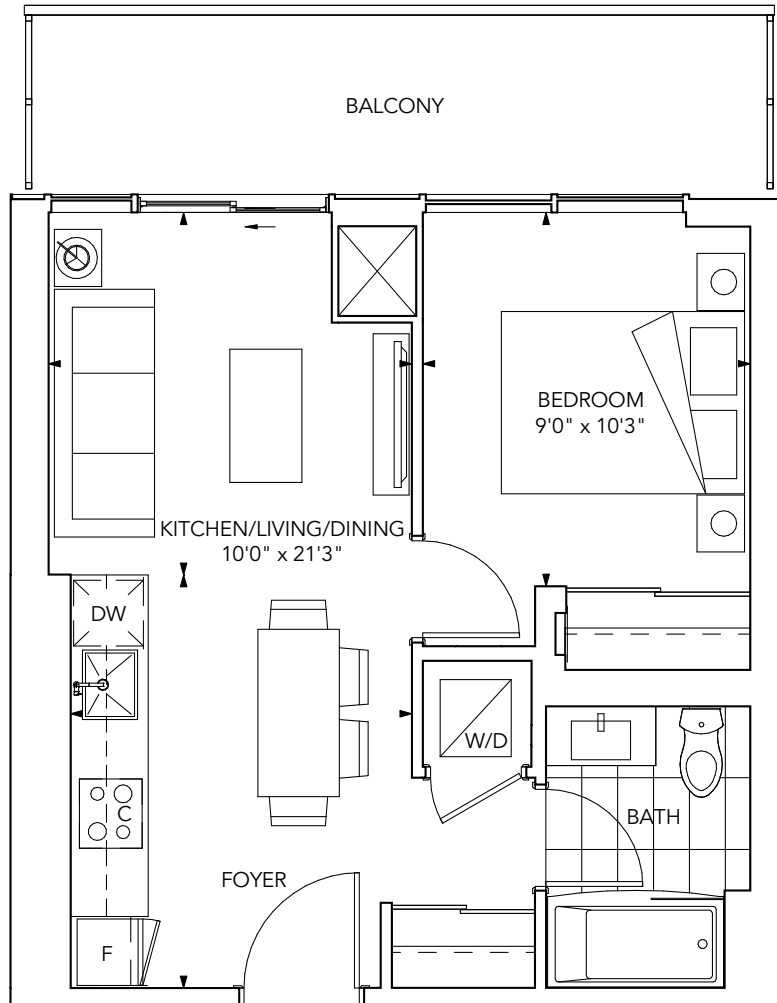 BALCONY
BEDROOM
9'0" x 10'3"
KITCHEN/LIVING/DINING
10'0" x 21'3"
DW
W/D
C
BATH
FOYER
F